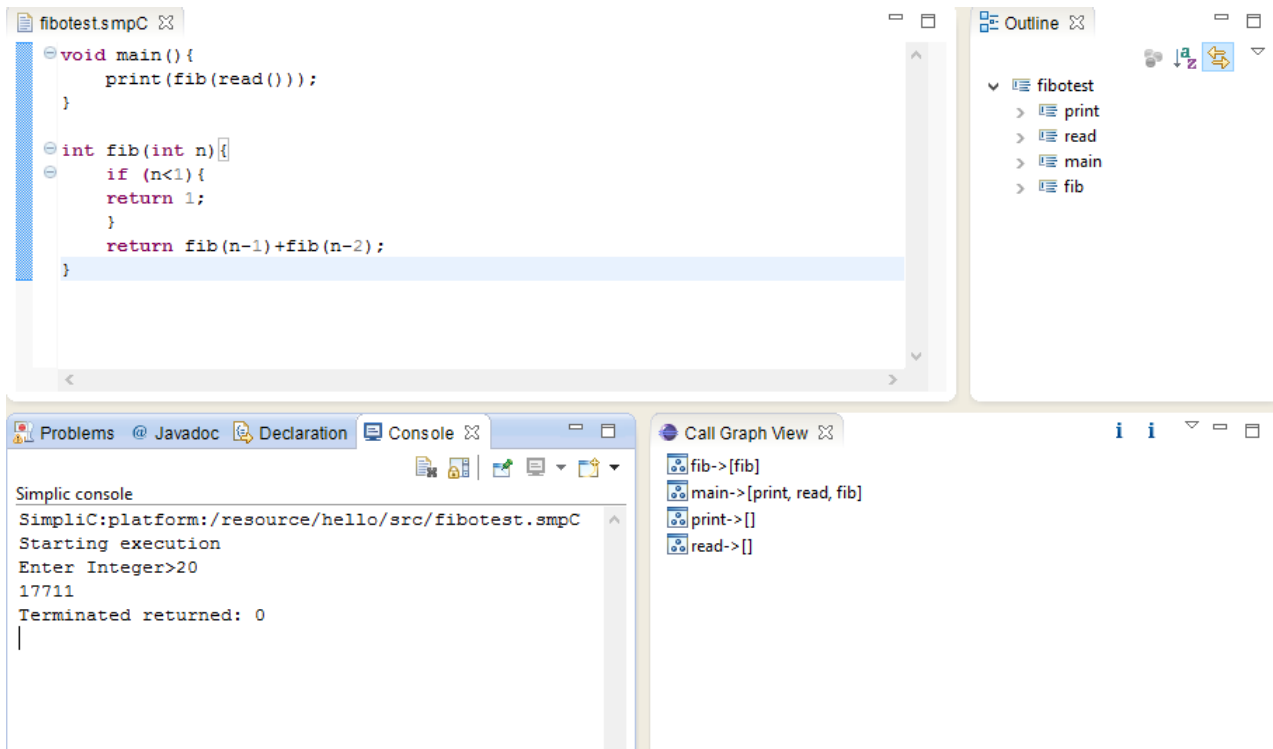 fibotest.smpC
void main(){
print(fib(read()));
}
int fib(int n){
if (n<1){
return 1;
}
return fib(n-1)+fib(n-2);
}
Outline
fibotest
print
read
main
fib
Problems @ Javadoc Declaration Console
Simplic console
SimpliC:platform:/resource/hello/src/fibotest.smpC
Starting execution
Enter Integer>20
17711
Terminated returned: 0
Call Graph View
fib->[fib]
main->[print, read, fib]
print->[]
read->[]